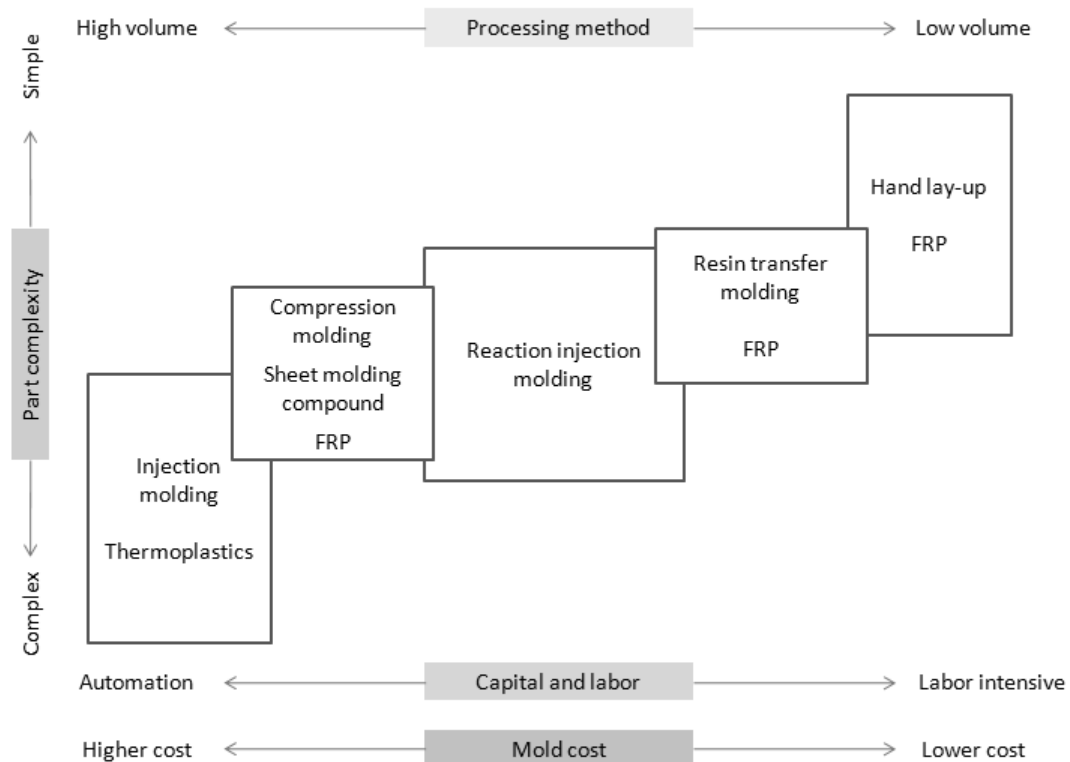 High volume
Processing method
Low volume
Simple
Part complexity
Complex
Hand lay-up
FRP
Resin transfer
molding
FRP
Reaction injection
molding
Compression
molding
Sheet molding
compound
FRP
Injection
molding
Thermoplastics
Automation
Capital and labor
Labor intensive
Higher cost
Mold cost
Lower cost